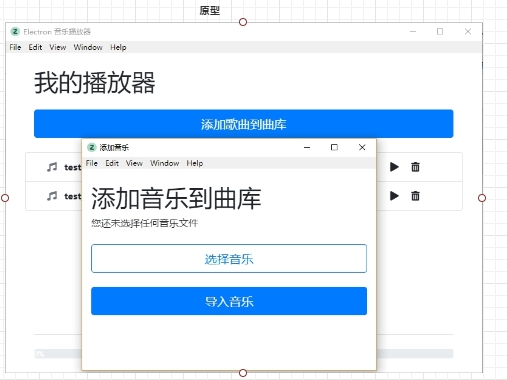 原型
Electron 音乐播放器
File Edit View Window Help
我的播放器
添加歌曲到曲库
添加音乐
File Edit View Window Help
test
test
添加音乐到曲库
您还未选择任何音乐文件
选择音乐
导入音乐